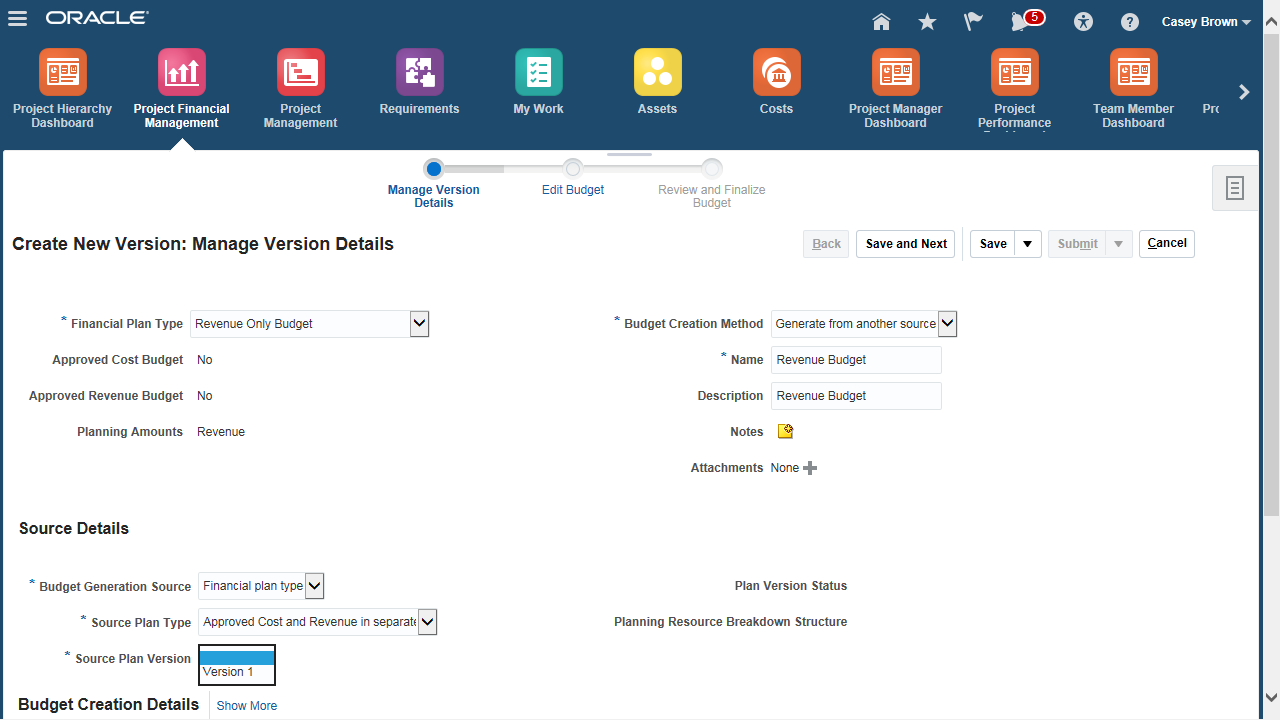 ORACLE
5
Casey Brown
Project Hierarchy
Dashboard
Project Financial
Management
Project
Management
Requirements
My Work
Assets
Costs
Project Manager
Dashboard
Project
Performance
Team Member
Dashboard
Manage Version
Details
Edit Budget
Review and Finalize
Budget
Create New Version: Manage Version Details
Back
Save and Next
Save
Submit
Cancel
* Financial Plan Type Revenue Only Budget
Approved Cost Budget No
Approved Revenue Budget No
Planning Amounts Revenue
* Budget Creation Method Generate from another source
* Name Revenue Budget
Description Revenue Budget
Notes
Attachments None
Source Details
* Budget Generation Source Financial plan type
* Source Plan Type Approved Cost and Revenue in separate
* Source Plan Version
Version 1
Plan Version Status
Planning Resource Breakdown Structure
Budget Creation Details Show More